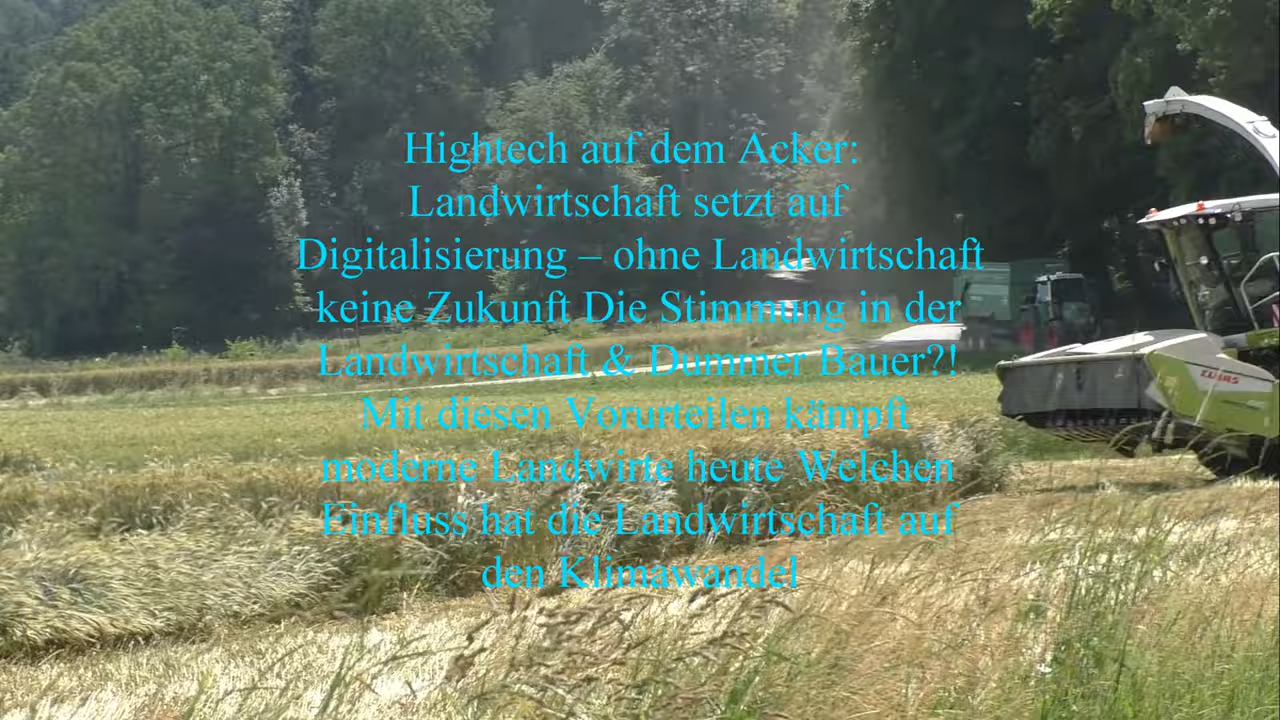 Hightech auf dem Acker:
Landwirtschaft setzt auf
Digitalisierung – ohne Landwirtschaft
keine Zukunft Die Stimmung in der
Landwirtschaft & Dummer Bauer?!
Mit diesen Vorurteilen kämpft
moderne Landwirte heute Welchen
Einfluss hat die Landwirtschaft auf
den Klimawandel
CLAAS